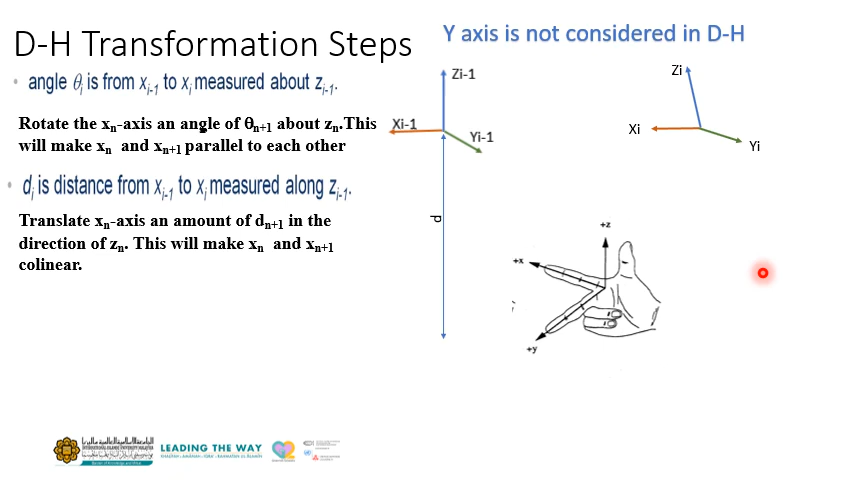 D-H Transformation Steps
Y axis is not considered in D-H
• angle θi is from xi-1 to xi measured about zi-1.
Rotate the xn-axis an angle of θn+1 about zn.This
will make xn and xn+1 parallel to each other
• di is distance from xi-1 to xi measured along zi-1.
Translate xn-axis an amount of dn+1 in the
direction of zn. This will make xn and xn+1
colinear.
Zi-1
Xi-1
Yi-1
d
Zi
Xi
Yi
+z
+x
+y
LEADING THE WAY